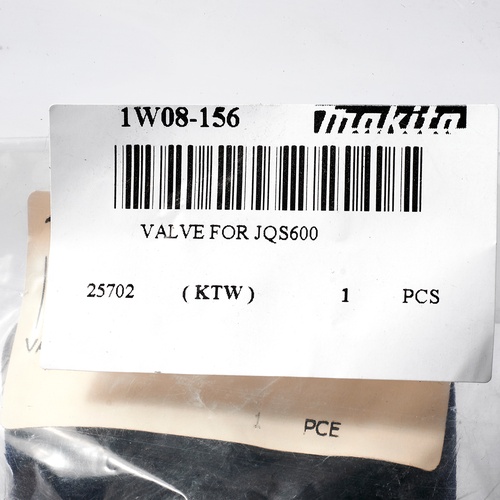 1W08-156 makita
VALVE FOR JQS600
25702 ( KTW ) 1 PCS
1 PCE